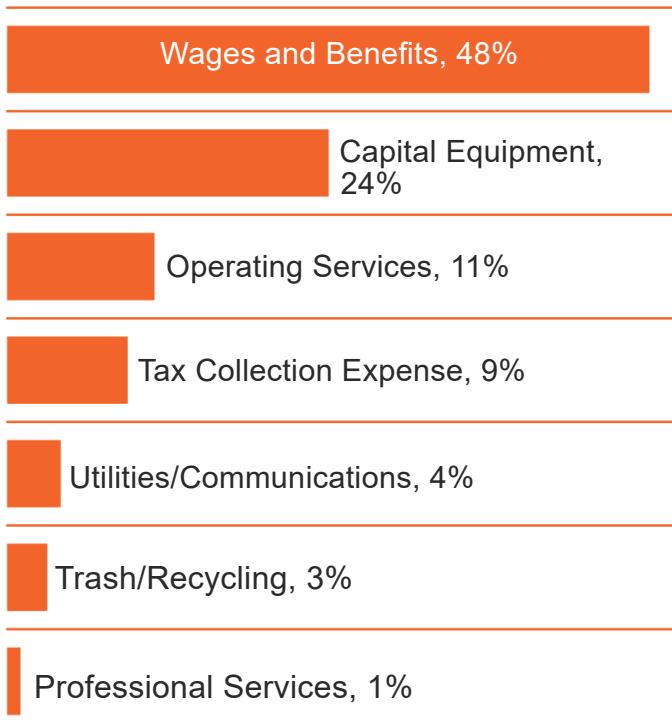 Wages and Benefits, 48%
Capital Equipment,
24%
Operating Services, 11%
Tax Collection Expense, 9%
Utilities/Communications, 4%
Trash/Recycling, 3%
Professional Services, 1%